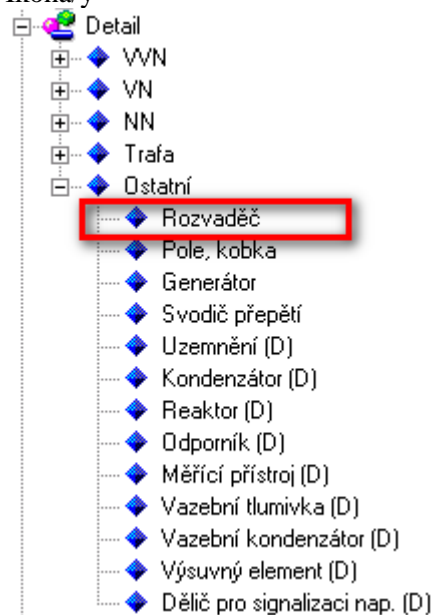 Detail
VVN
VN
NN
Trafa
Ostatní
Rozvaděč
Pole, kobka
Generátor
Svodič přepětí
Uzemnění (D)
Kondenzátor (D)
Reaktor (D)
Odporník (D)
Měřící přístroj (D)
Vazební tlumivka (D)
Vazební kondenzátor (D)
Výsuvný element (D)
Dělič pro signalizaci nap. (D)